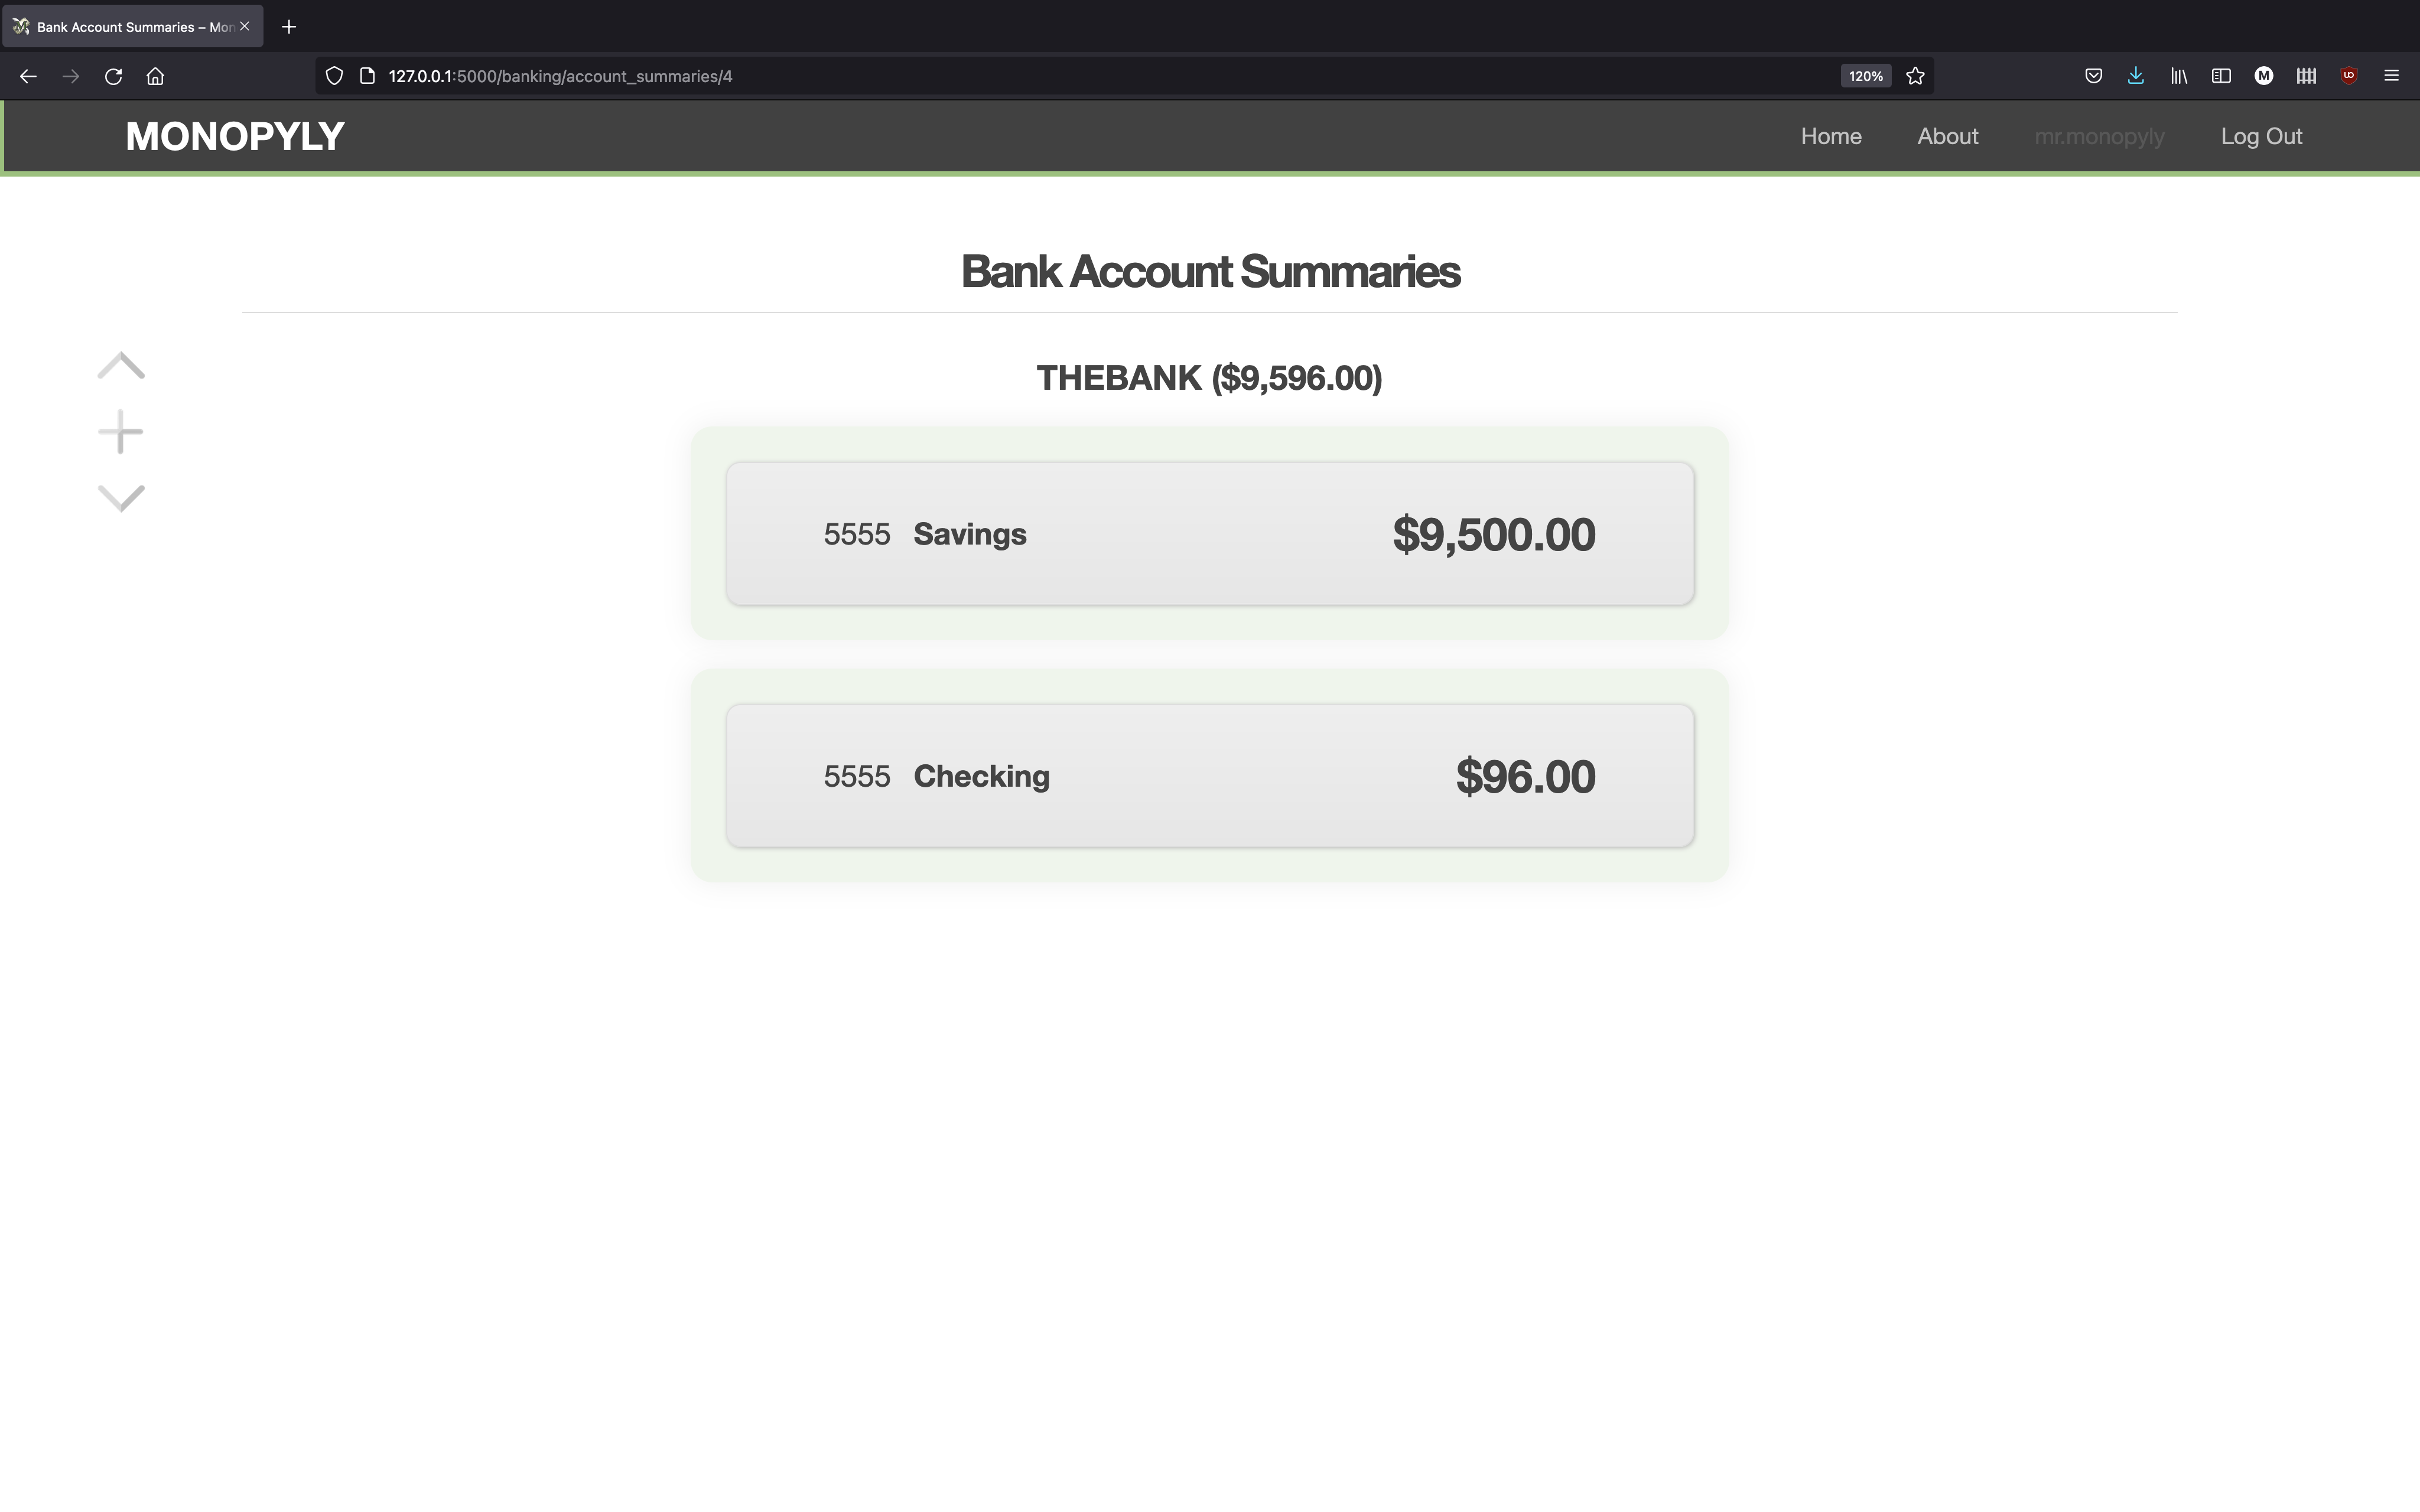 Bank Account Summaries – Mon
127.0.0.1:5000/banking/account_summaries/4
120%
M
UD
MONOPYLY
Home
About
mr.monopyly
Log Out
Bank Account Summaries
THEBANK ($9,596.00)
5555 Savings $9,500.00
5555 Checking $96.00